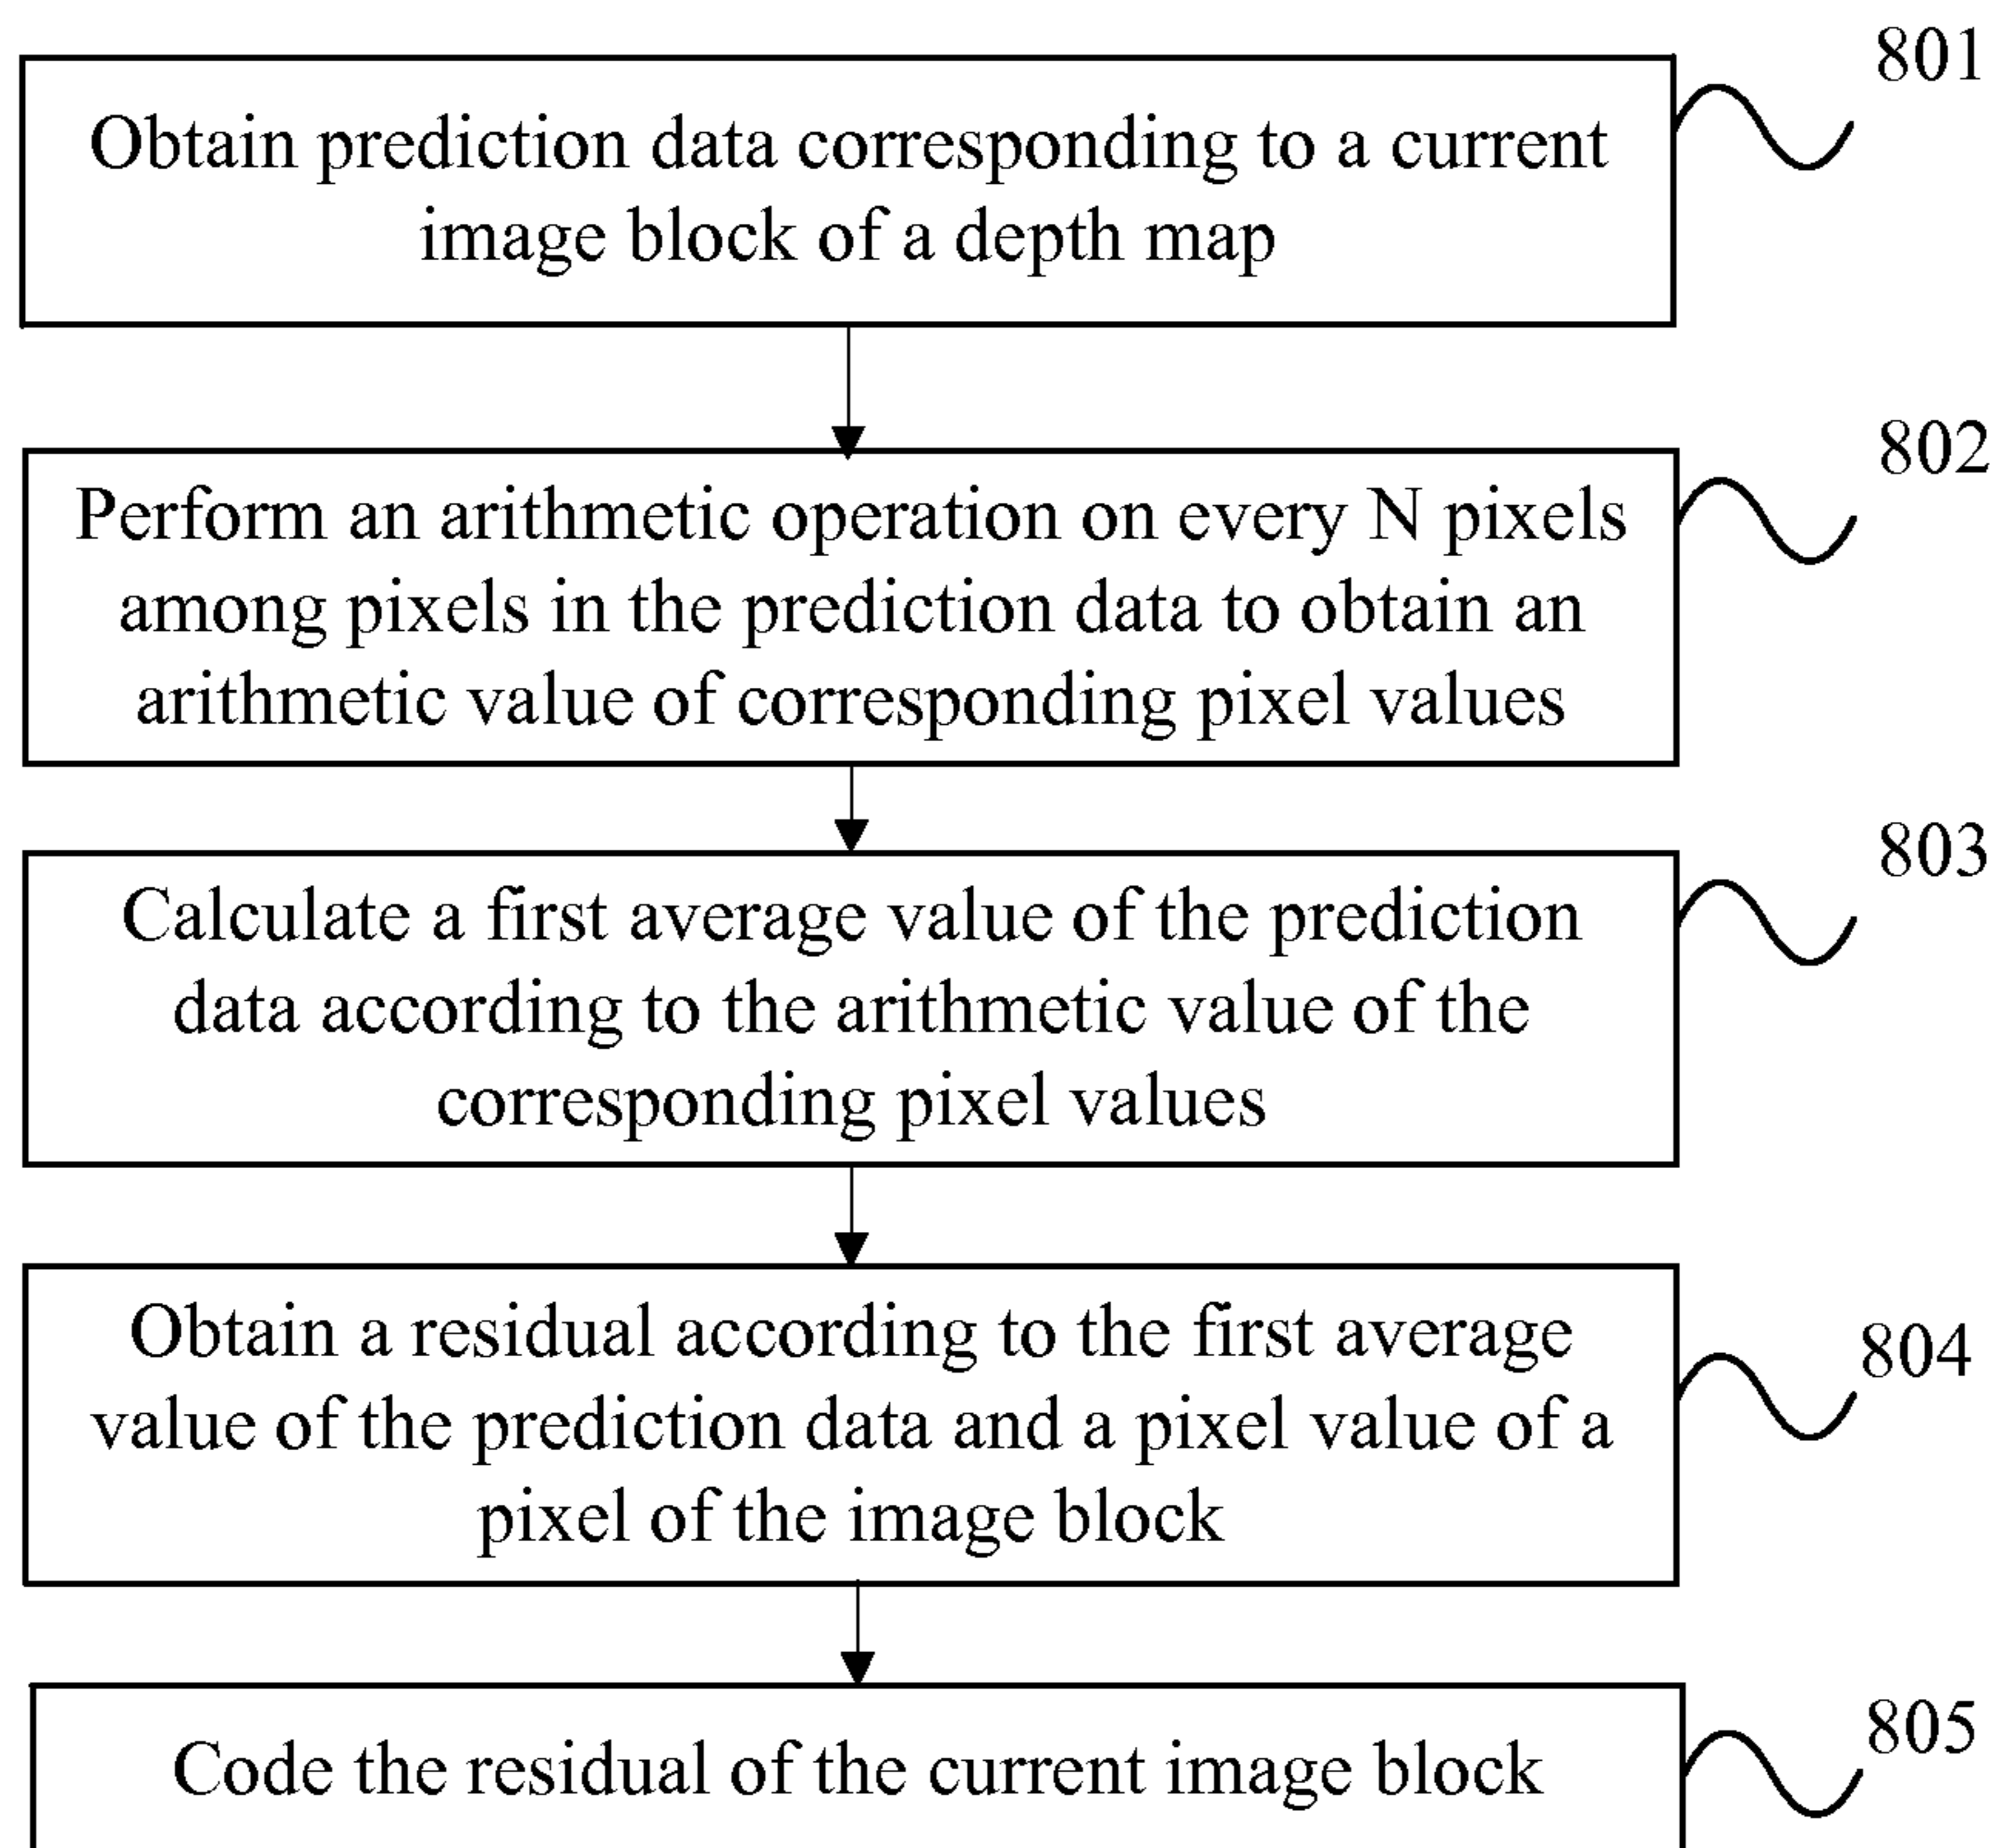 801
Obtain prediction data corresponding to a current
image block of a depth map
802
Perform an arithmetic operation on every N pixels
among pixels in the prediction data to obtain an
arithmetic value of corresponding pixel values
803
Calculate a first average value of the prediction
data according to the arithmetic value of the
corresponding pixel values
804
Obtain a residual according to the first average
value of the prediction data and a pixel value of a
pixel of the image block
805
Code the residual of the current image block